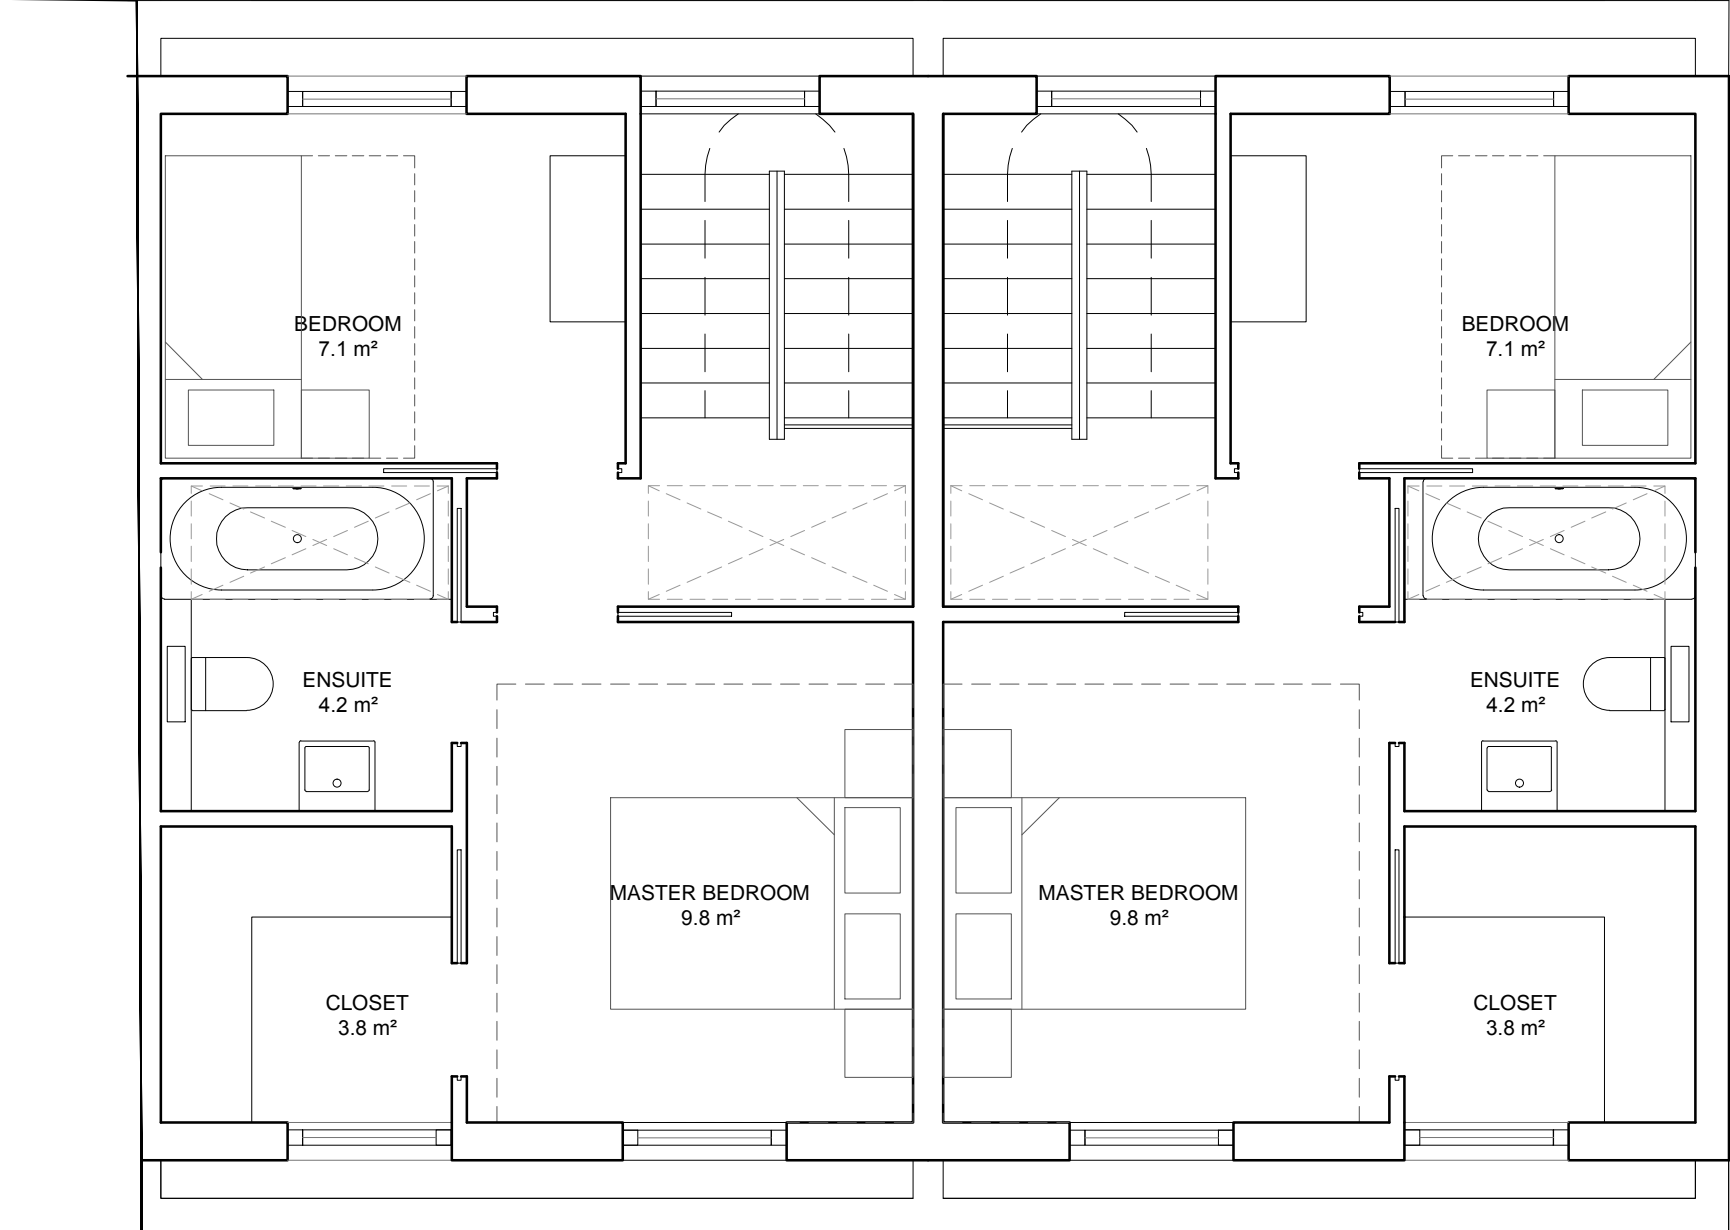 BEDROOM
7.1 m²
BEDROOM
7.1 m²
ENSUITE
4.2 m²
ENSUITE
4.2 m²
MASTER BEDROOM
9.8 m²
MASTER BEDROOM
9.8 m²
CLOSET
3.8 m²
CLOSET
3.8 m²